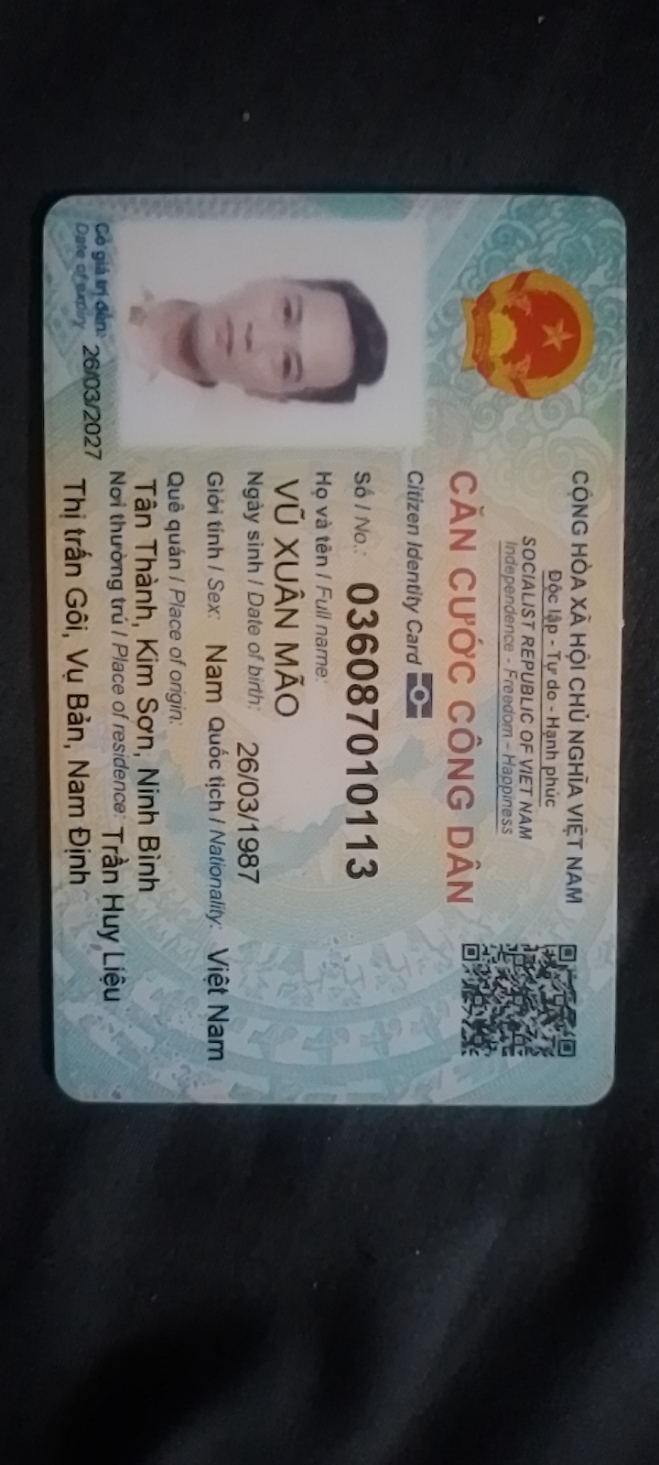 CỘNG HÒA XÃ HỘI CHỦ NGHĨA VIỆT NAM
Độc lập - Tự do - Hạnh phúc
SOCIALIST REPUBLIC OF VIET NAM
Independence - Freedom - Happiness
CĂN CƯỚC CÔNG DÂN
Citizen Identity Card
Số / No.: 036087010113
Họ và tên / Full name:
VŨ XUÂN MÃO
Ngày sinh / Date of birth: 26/03/1987
Giới tính / Sex: Nam Quốc tịch / Nationality: Việt Nam
Quê quán / Place of origin:
Tân Thành, Kim Sơn, Ninh Bình
Nơi thường trú / Place of residence: Trần Huy Liệu
Thị trấn Gôi, Vụ Bản, Nam Định
Có giá trị đến: 26/03/2027
Date of expiry